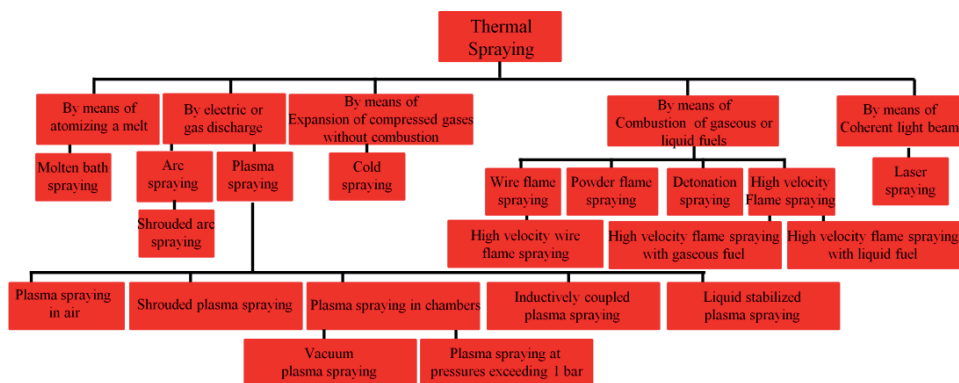 Thermal
Spraying
By means of
atomizing a melt
By electric or
gas discharge
By means of
Expansion of compressed gases
without combustion
By means of
Combustion of gaseous or
liquid fuels
By means of
Coherent light beam
Molten bath
spraying
Arc
spraying
Plasma
spraying
Cold
spraying
Wire flame
spraying
Powder flame
spraying
Detonation
spraying
High velocity
Flame spraying
Laser
spraying
Shrouded arc
spraying
High velocity wire
flame spraying
High velocity flame spraying
with gaseous fuel
High velocity flame spraying
with liquid fuel
Plasma spraying
in air
Shrouded plasma spraying
Plasma spraying in chambers
Inductively coupled
plasma spraying
Liquid stabilized
plasma spraying
Vacuum
plasma spraying
Plasma spraying at
pressures exceeding 1 bar